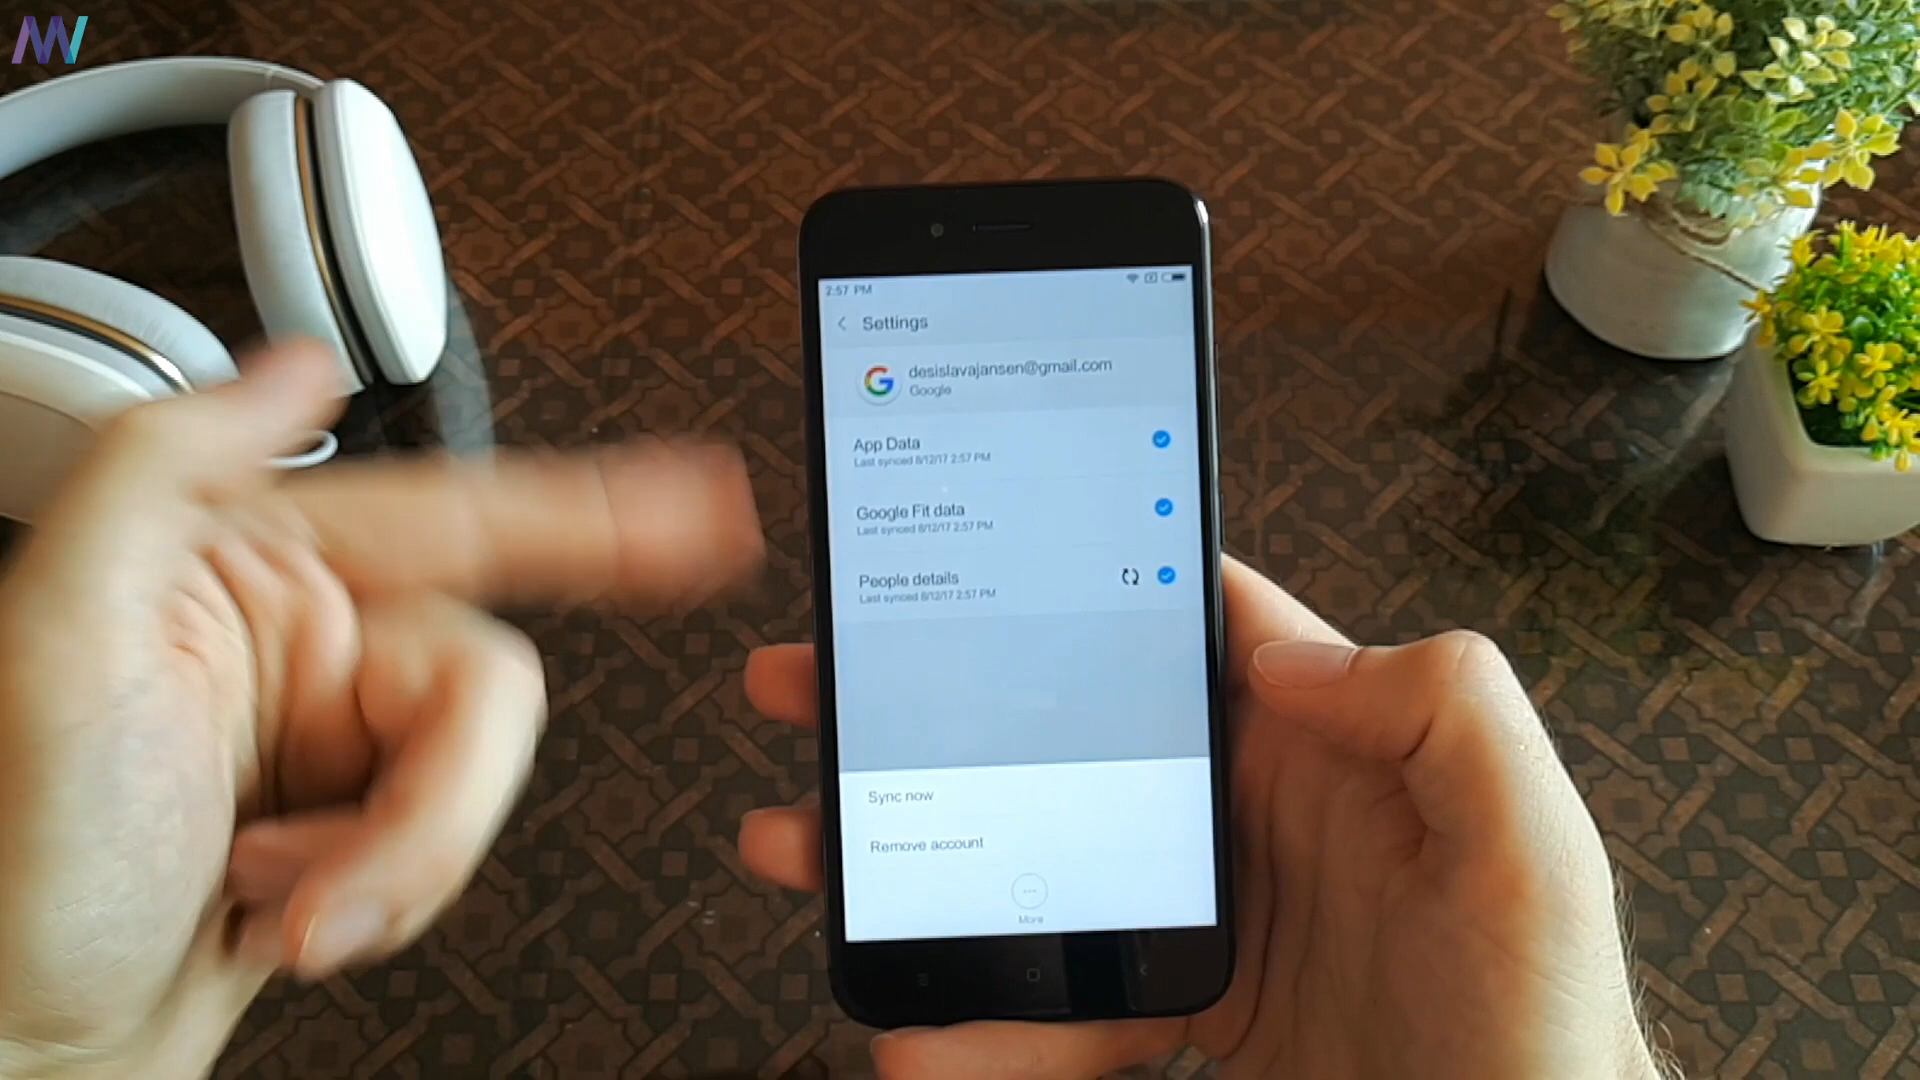 2:57 PM
Settings
desislavajansen@gmail.com
Google
App Data
Last synced 8/12/17 2:57 PM
Google Fit data
Last synced 8/12/17 2:57 PM
People details
Last synced 8/12/17 2:57 PM
Sync now
Remove account
More